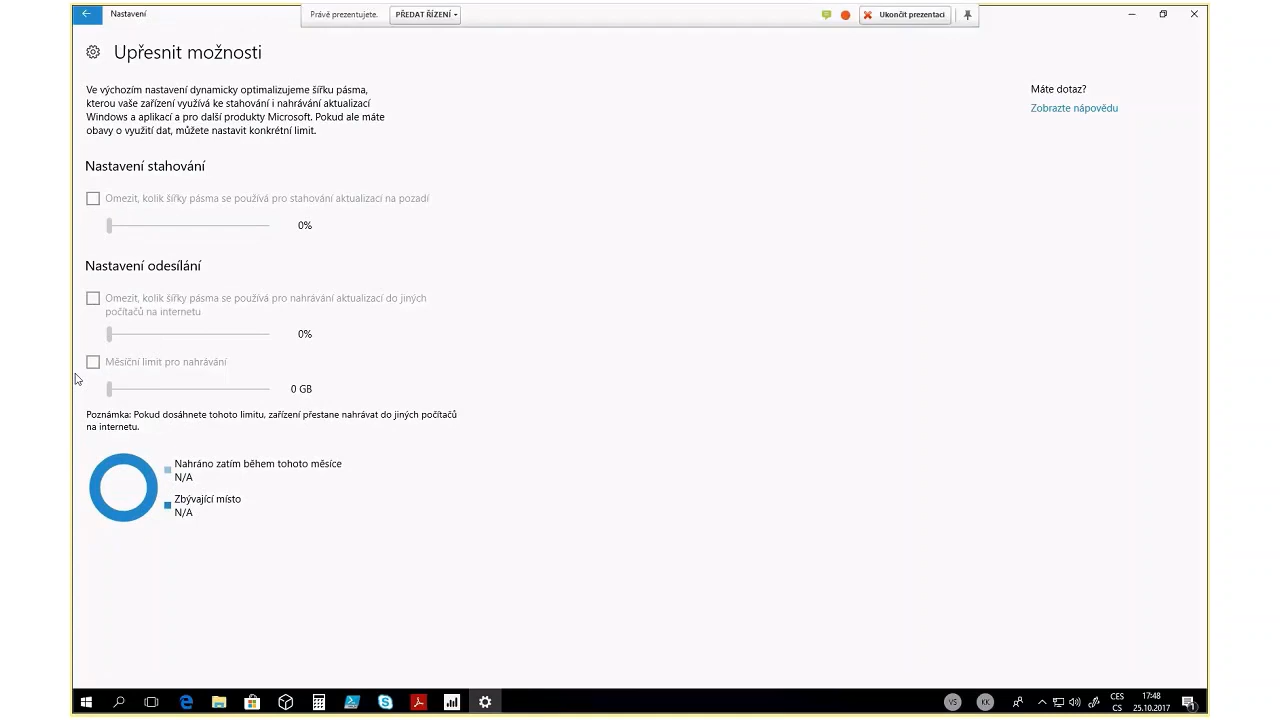 Nastavení
Právě prezentujete.
PŘEDAT ŘÍZENÍ
Ukončit prezentaci
Upřesnit možnosti
Ve výchozím nastavení dynamicky optimalizujeme šířku pásma,
kterou vaše zařízení využívá ke stahování i nahrávání aktualizací
Windows a aplikací a pro další produkty Microsoft. Pokud ale máte
obavy o využití dat, můžete nastavit konkrétní limit.
Máte dotaz?
Zobrazte nápovědu
Nastavení stahování
Omezit, kolik šířky pásma se používá pro stahování aktualizací na pozadí
0%
Nastavení odesílání
Omezit, kolik šířky pásma se používá pro nahrávání aktualizací do jiných
počítačů na internetu
0%
Měsíční limit pro nahrávání
0 GB
Poznámka: Pokud dosáhnete tohoto limitu, zařízení přestane nahrávat do jiných počítačů
na internetu.
Nahráno zatím během tohoto měsíce
N/A
Zbývající místo
N/A
VS
KK
CES
CS
17:48
25.10.2017
1